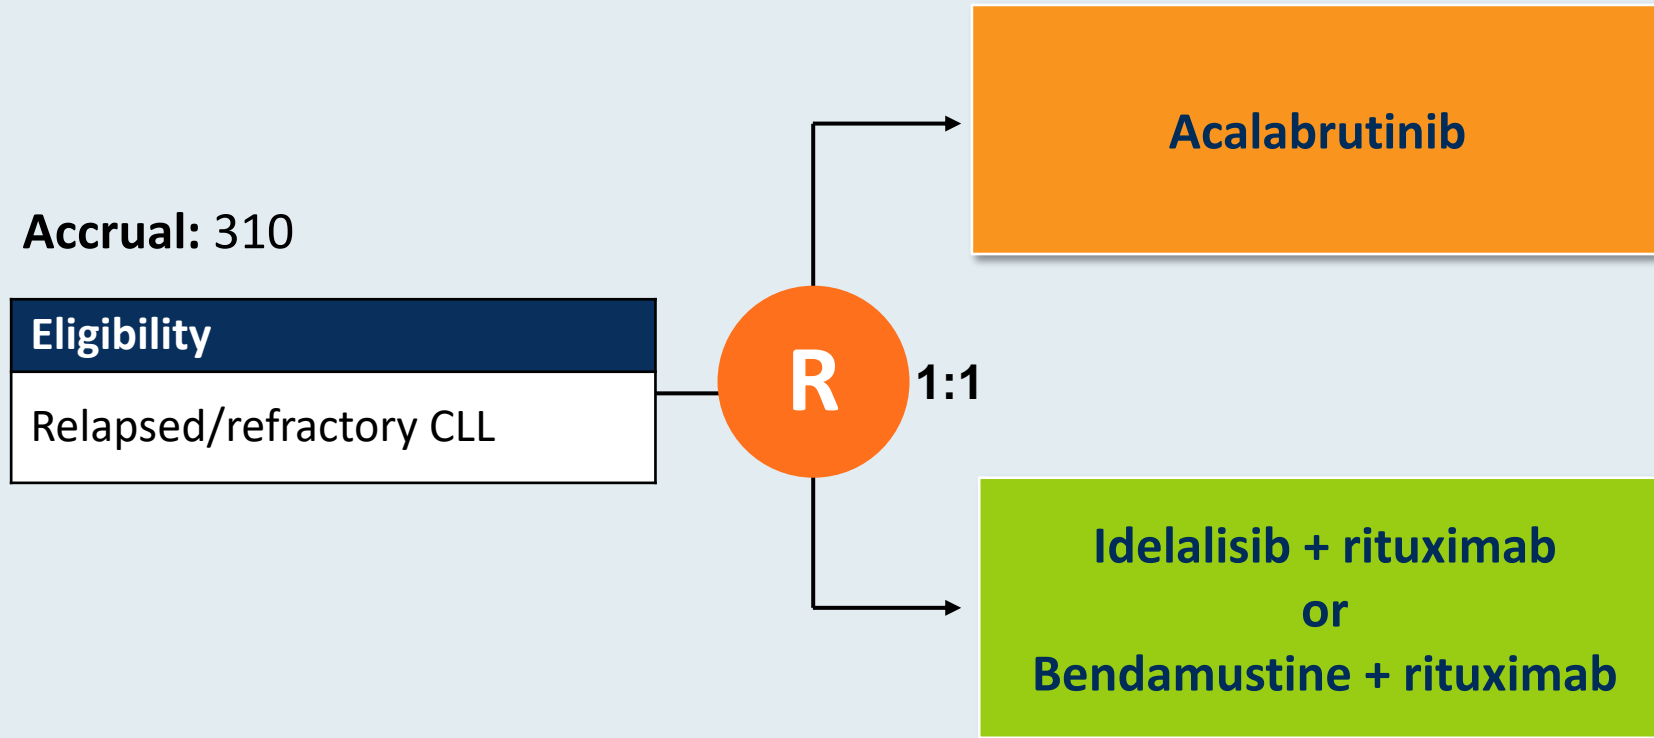 Accrual: 310
Eligibility
Relapsed/refractory CLL
R
1:1
Acalabrutinib
Idelalisib + rituximab
or
Bendamustine + rituximab